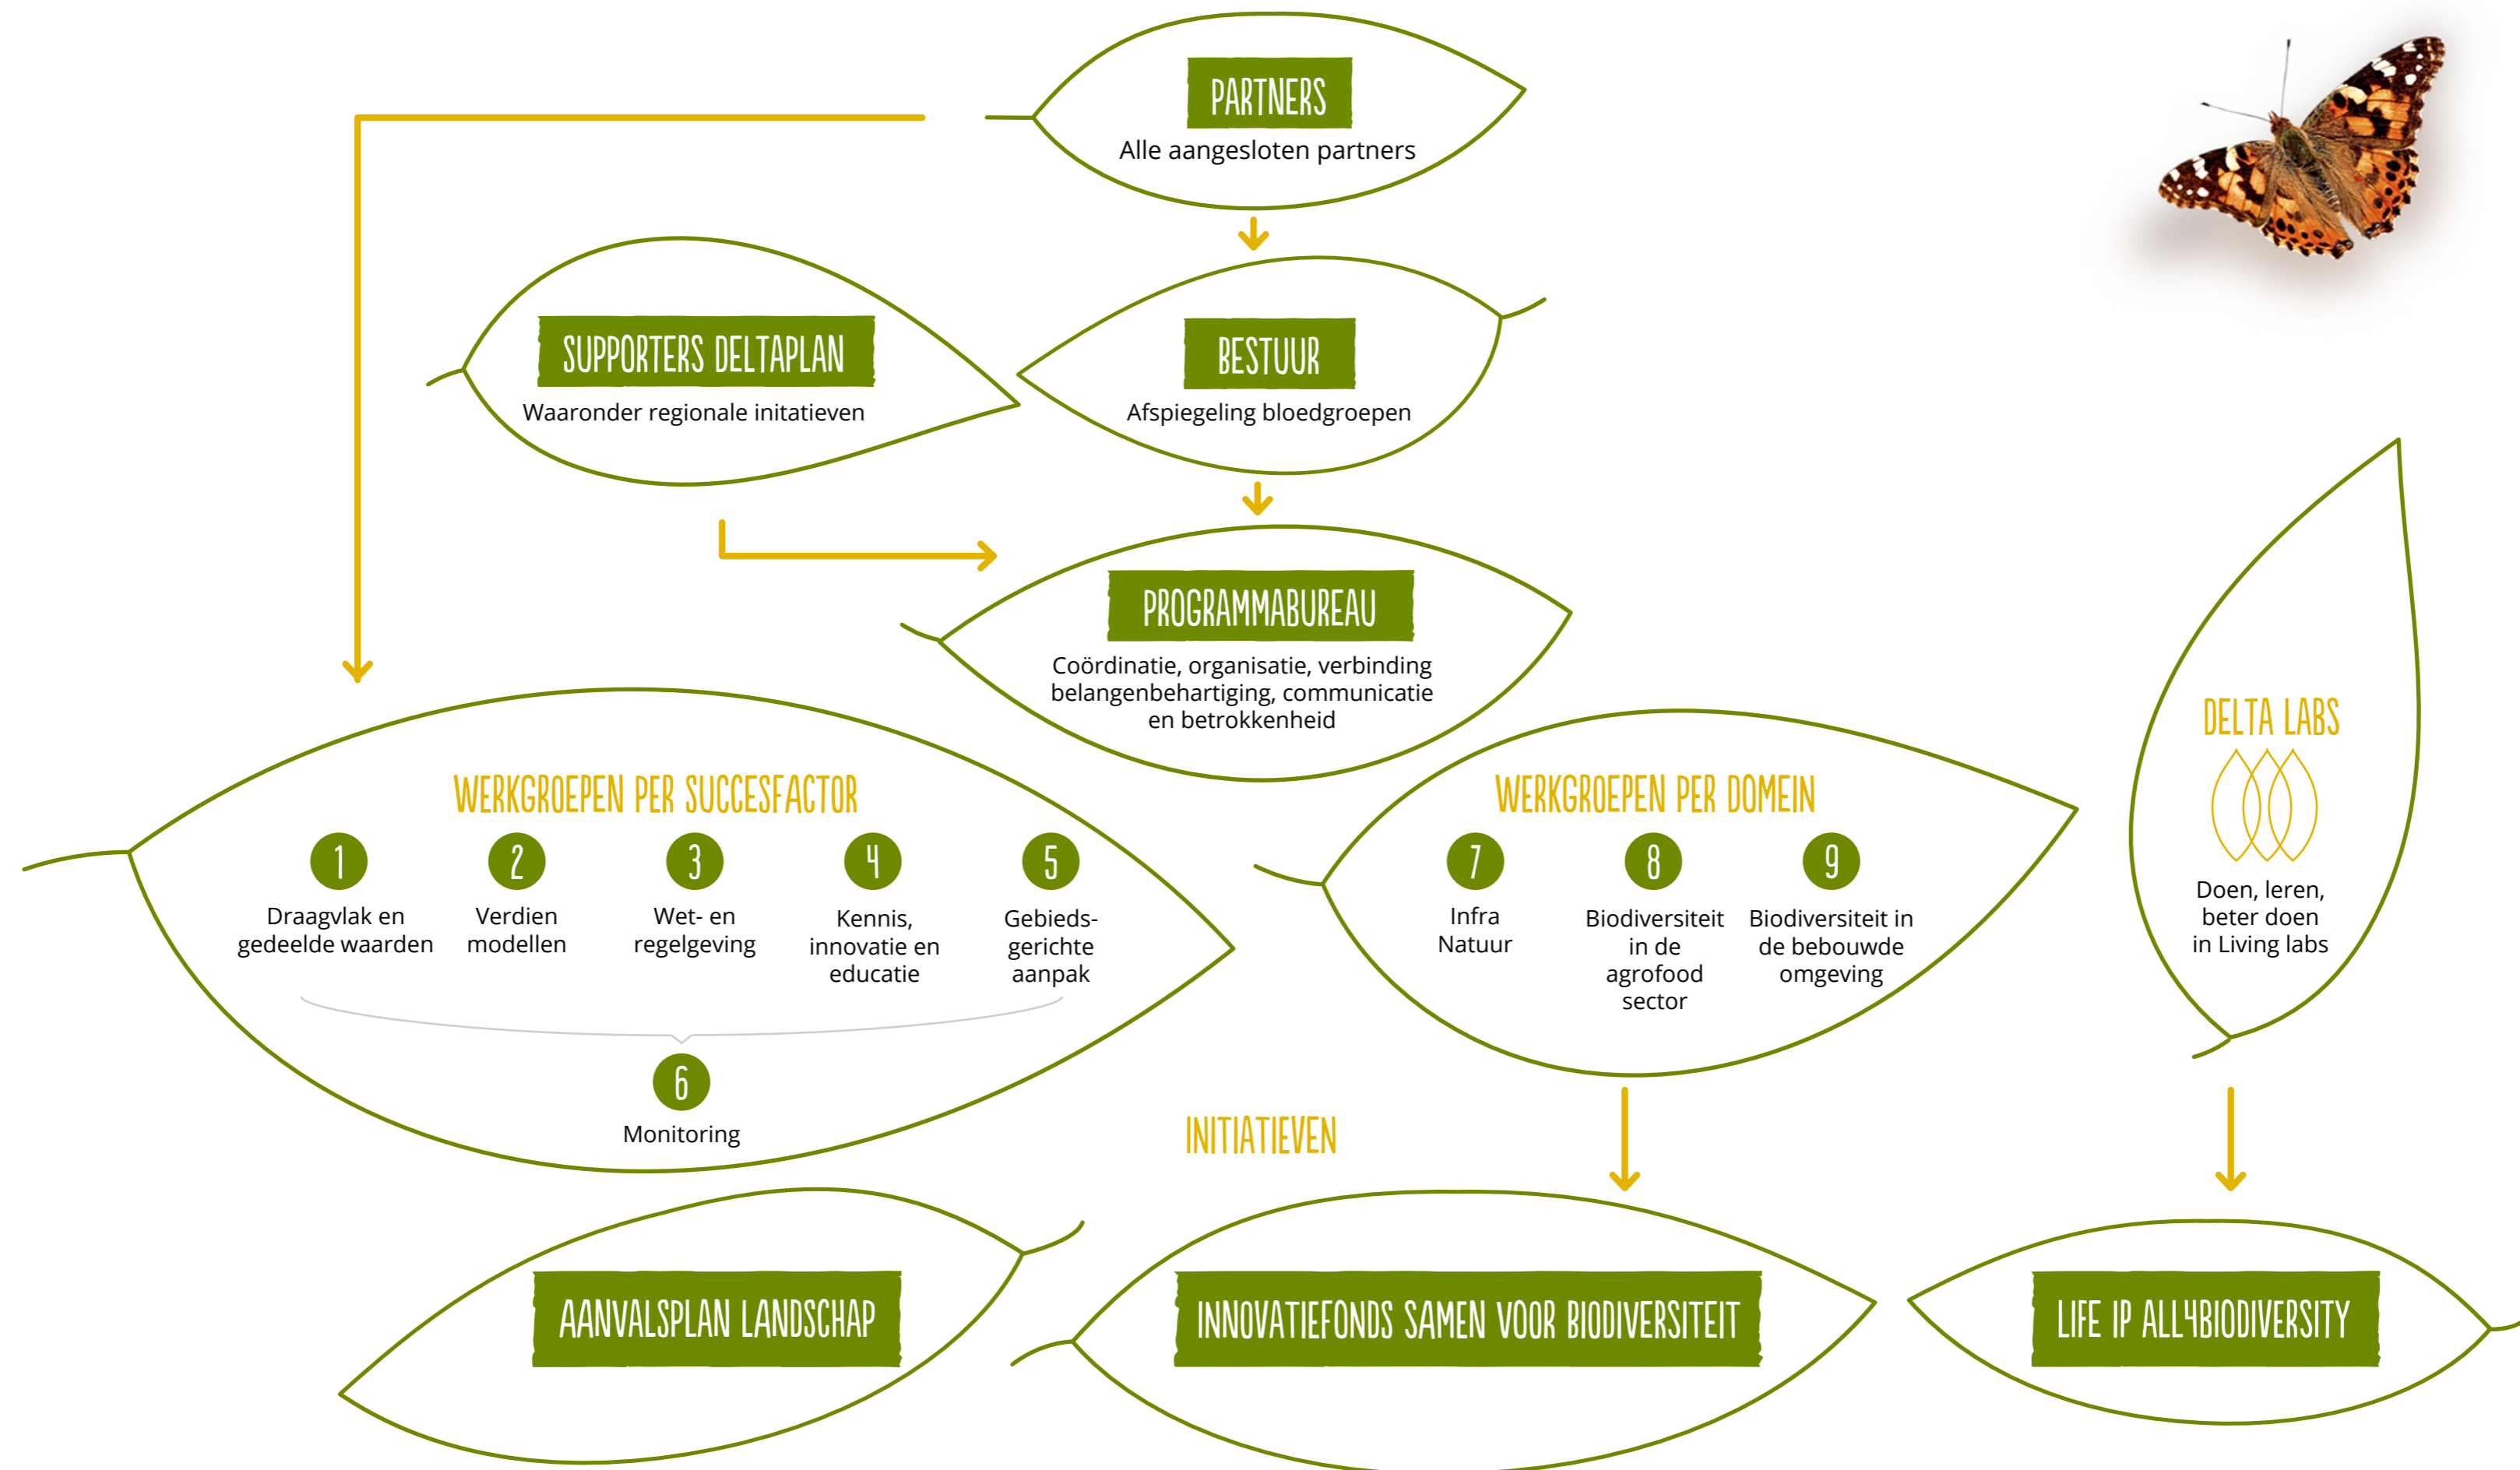 PARTNERS
Alle aangesloten partners
SUPPORTERS DELTAPLAN
Waaronder regionale initatieven
BESTUUR
Afspiegeling bloedgroepen
PROGRAMMABUREAU
Coördinatie, organisatie, verbinding
belangenbehartiging, communicatie
en betrokkenheid
WERKGROEPEN PER SUCCESFACTOR
1
Draagvlak en
gedeelde waarden
2
Verdien
modellen
3
Wet- en
regelgeving
4
Kennis,
innovatie en
educatie
5
Gebieds-
gerichte
aanpak
6
Monitoring
WERKGROEPEN PER DOMEIN
7
Infra
Natuur
8
Biodiversiteit
in de
agrofood
sector
9
Biodiversiteit in
de bebouwde
omgeving
DELTA LABS
Doen, leren,
beter doen
in Living labs
INITIATIEVEN
AANVALSPLAN LANDSCHAP
INNOVATIEFONDS SAMEN VOOR BIODIVERSITEIT
LIFE IP ALL4BIODIVERSITY